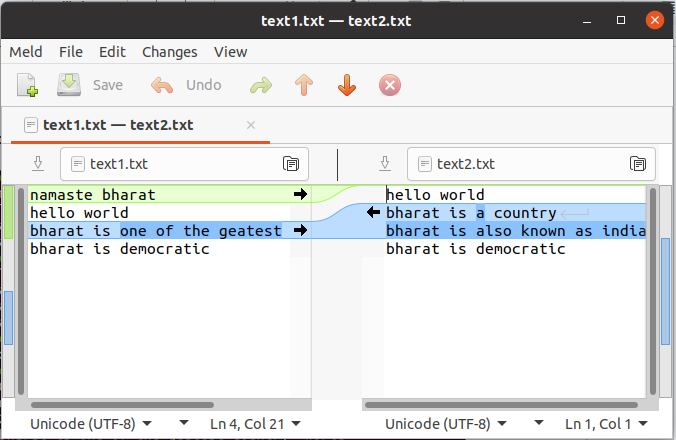 text1.txt — text2.txt
Meld File Edit Changes View
Save Undo
text1.txt — text2.txt
text1.txt
text2.txt
namaste bharat
hello world
bharat is one of the geatest
bharat is democratic
hello world
bharat is a country
bharat is also known as india
bharat is democratic
Unicode (UTF-8) Ln 4, Col 21
Unicode (UTF-8) Ln 1, Col 1